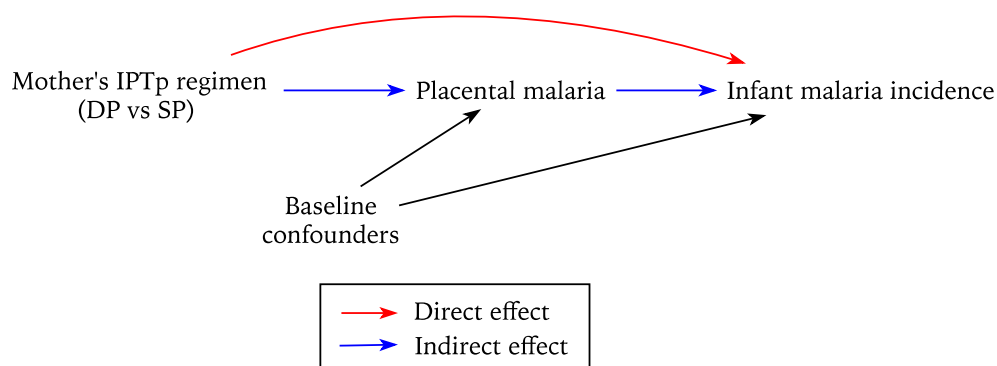 Mother's IPTp regimen
(DP vs SP)
Placental malaria
Infant malaria incidence
Baseline
confounders
Direct effect
Indirect effect